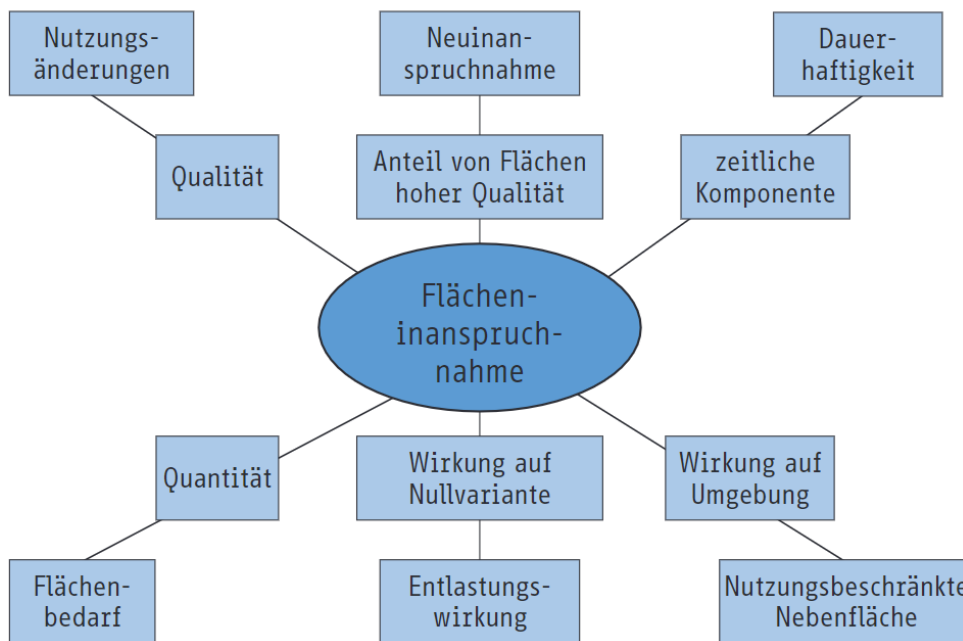 Nutzungs-
änderungen
Neuinan-
spruchnahme
Dauer-
haftigkeit
Qualität
Anteil von Flächen
hoher Qualität
zeitliche
Komponente
Flächen-
inanspruch-
nahme
Quantität
Wirkung auf
Nullvariante
Wirkung auf
Umgebung
Flächen-
bedarf
Entlastungs-
wirkung
Nutzungsbeschränkte
Nebenfläche